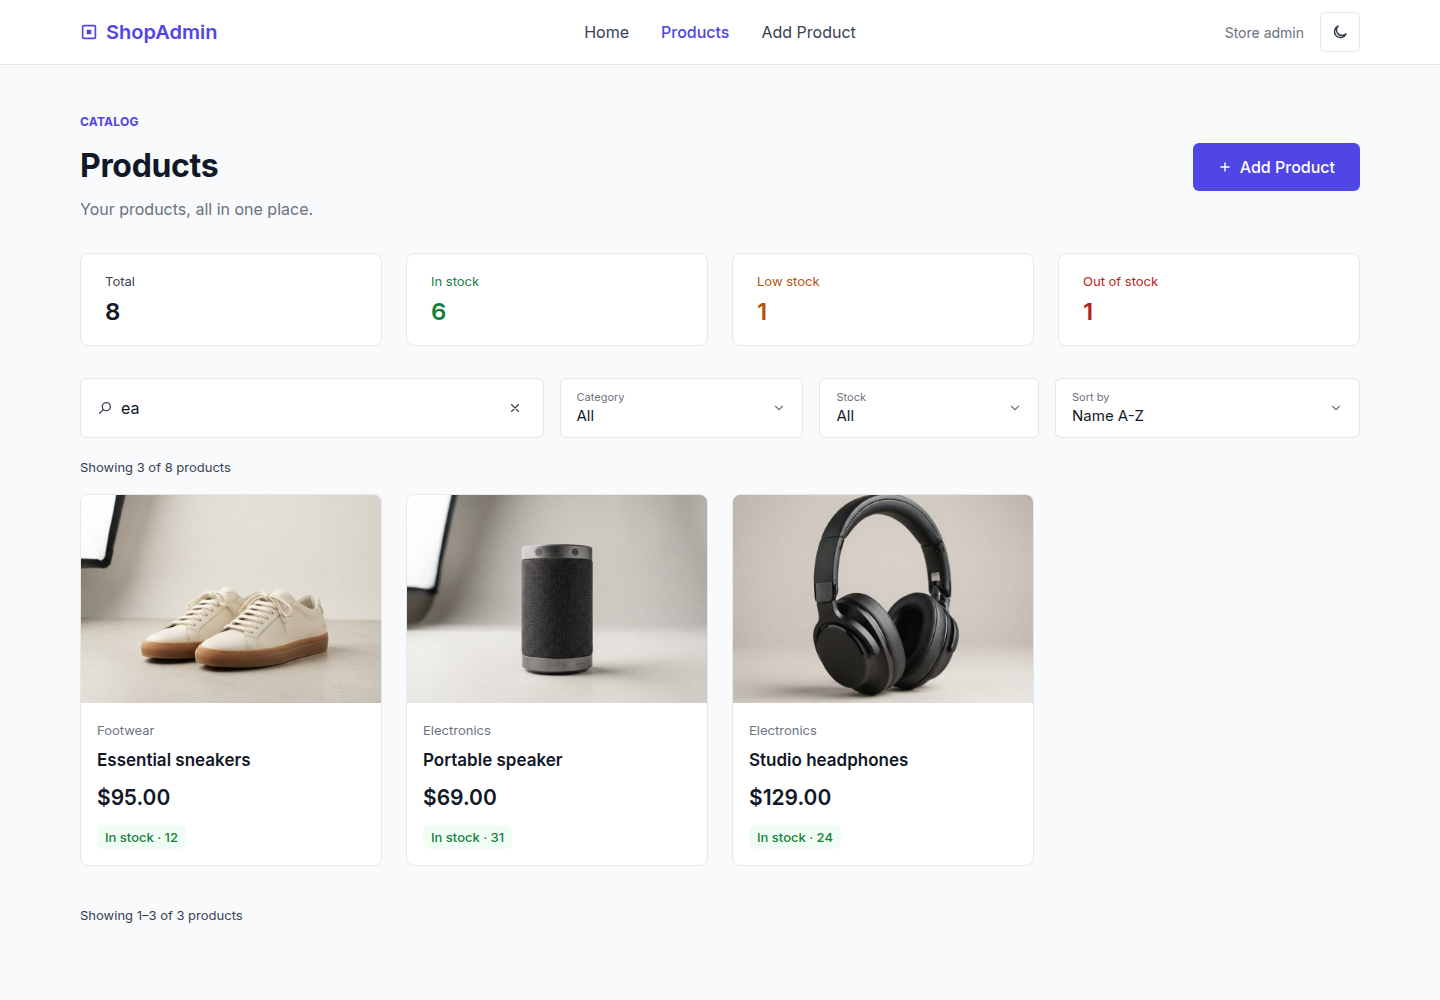 ShopAdmin
Home
Products
Add Product
Store admin
CATALOG
Products
Your products, all in one place.
+ Add Product
Total
8
In stock
6
Low stock
1
Out of stock
1
ea
Category
All
Stock
All
Sort by
Name A-Z
Showing 3 of 8 products
Footwear
Essential sneakers
$95.00
In stock · 12
Electronics
Portable speaker
$69.00
In stock · 31
Electronics
Studio headphones
$129.00
In stock · 24
Showing 1–3 of 3 products